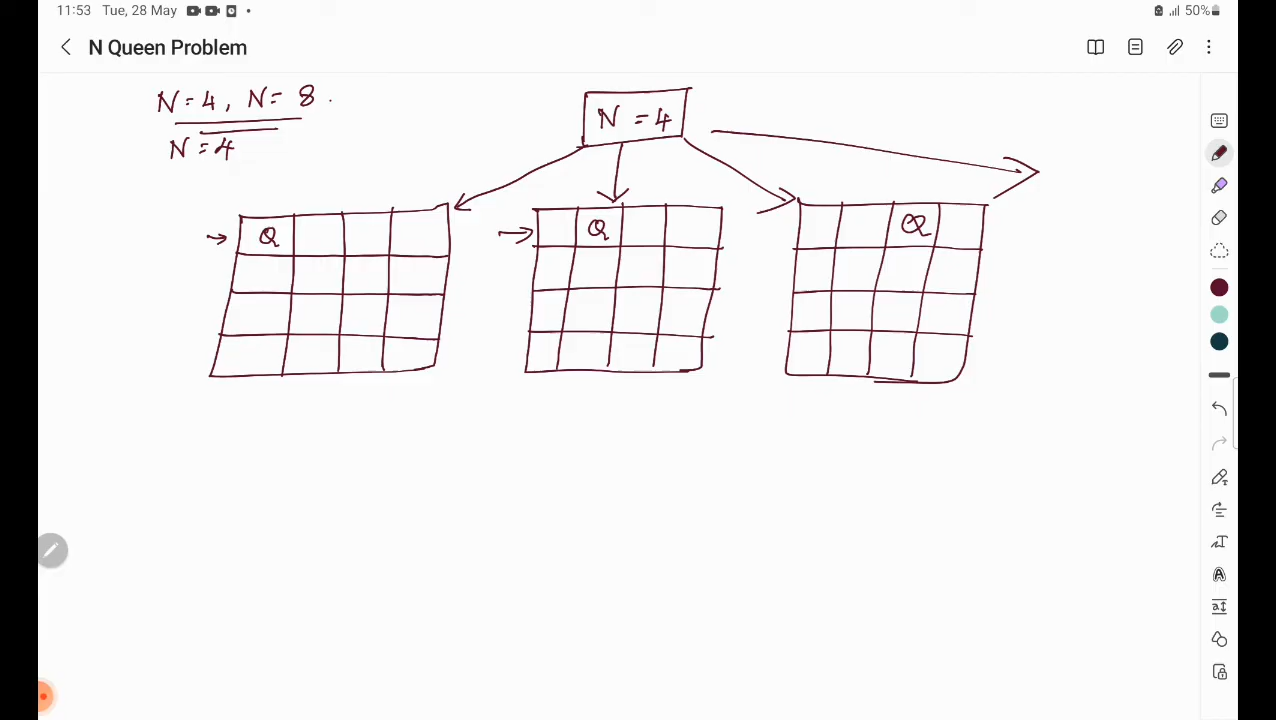 11:53 Tue, 28 May
50%
N Queen Problem
N = 4, N = 8.
N = 4
N = 4
Q
Q
Q